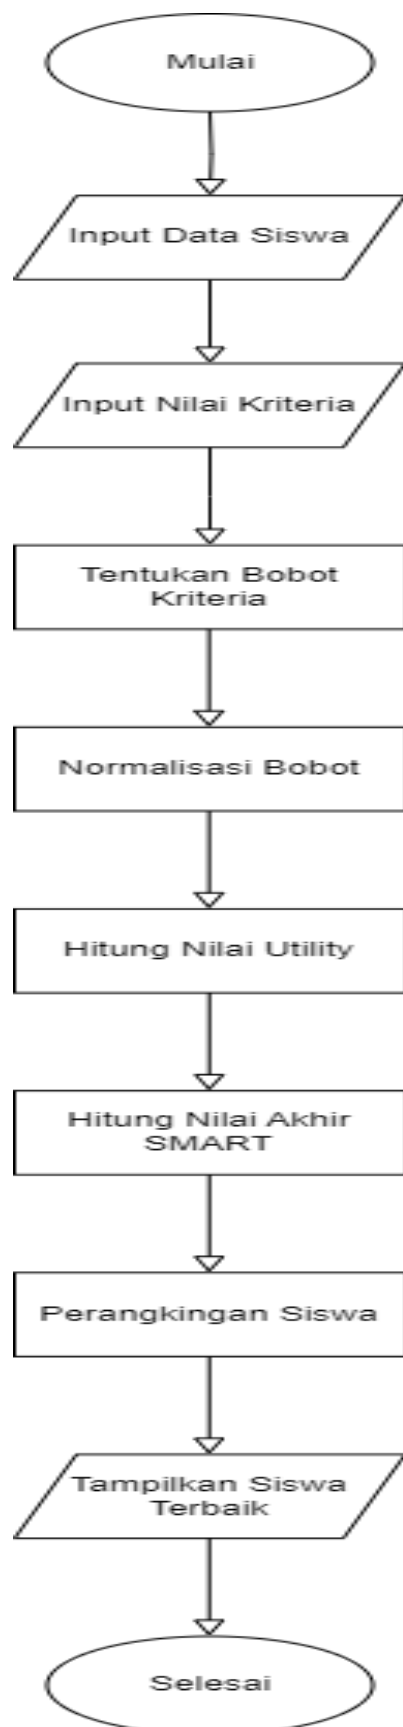 Mulai
Input Data Siswa
Input Nilai Kriteria
Tentukan Bobot
Kriteria
Normalisasi Bobot
Hitung Nilai Utility
Hitung Nilai Akhir
SMART
Perangkingan Siswa
Tampilkan Siswa
Terbaik
Selesai